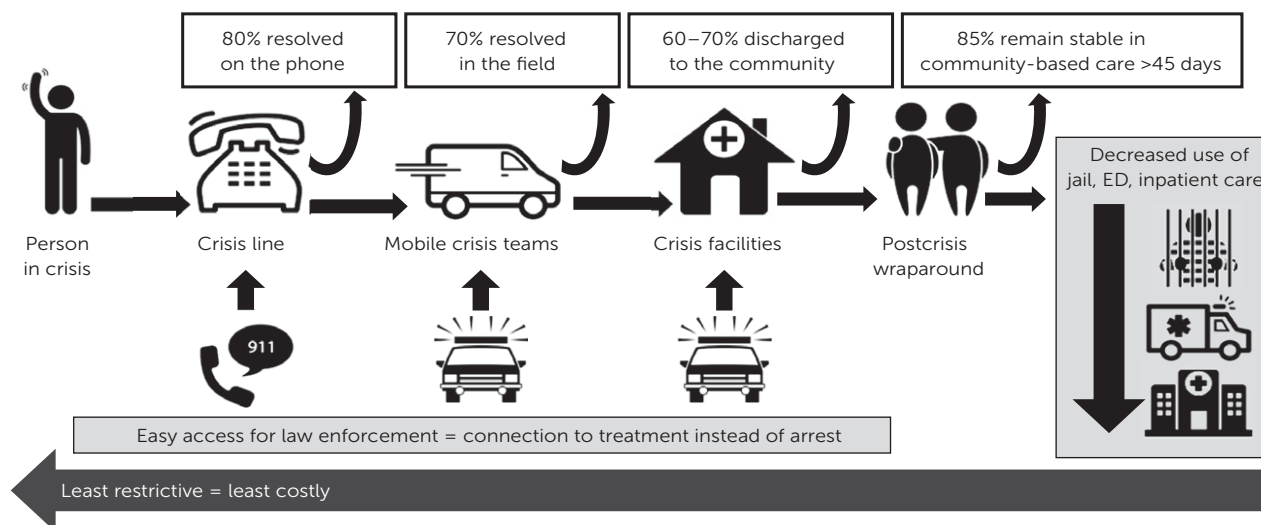 80% resolved
on the phone
70% resolved
in the field
60–70% discharged
to the community
85% remain stable in
community-based care >45 days
Decreased use of
jail, ED, inpatient care
Person
in crisis
Crisis line
Mobile crisis teams
Crisis facilities
Postcrisis
wraparound
911
Easy access for law enforcement = connection to treatment instead of arrest
Least restrictive = least costly